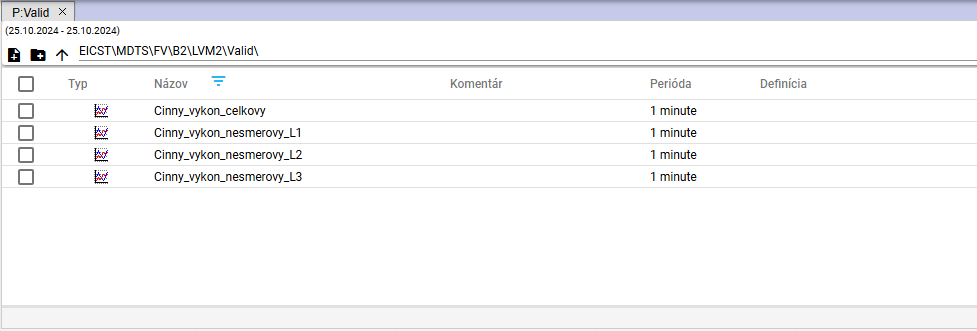 P:Valid
(25.10.2024 - 25.10.2024)
EICST\MDTS\FV\B2\LVM2\Valid\
Typ Názov Komentár Perióda Definícia
Cinny_vykon_celkovy 1 minute
Cinny_vykon_nesmerovy_L1 1 minute
Cinny_vykon_nesmerovy_L2 1 minute
Cinny_vykon_nesmerovy_L3 1 minute